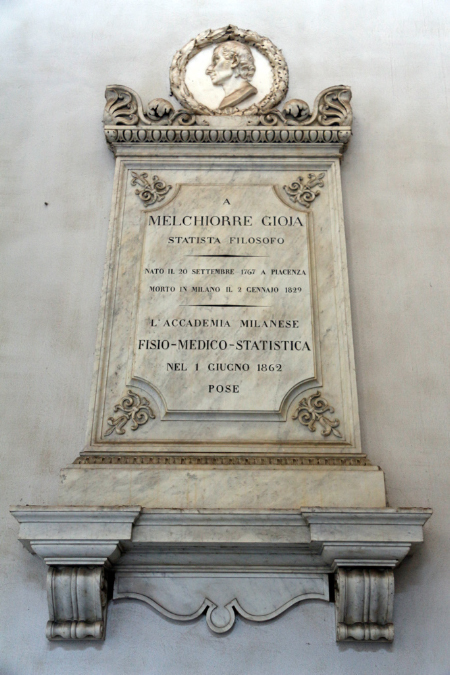 A
MELCHIORRE GIOJA
STATISTA FILOSOFO
NATO IL 20 SETTEMBRE 1767 A PIACENZA
MORTO IN MILANO IL 2 GENNAJO 1829
L'ACCADEMIA MILANESE
FISIO-MEDICO-STATISTICA
NEL 1 GIUGNO 1862
POSE